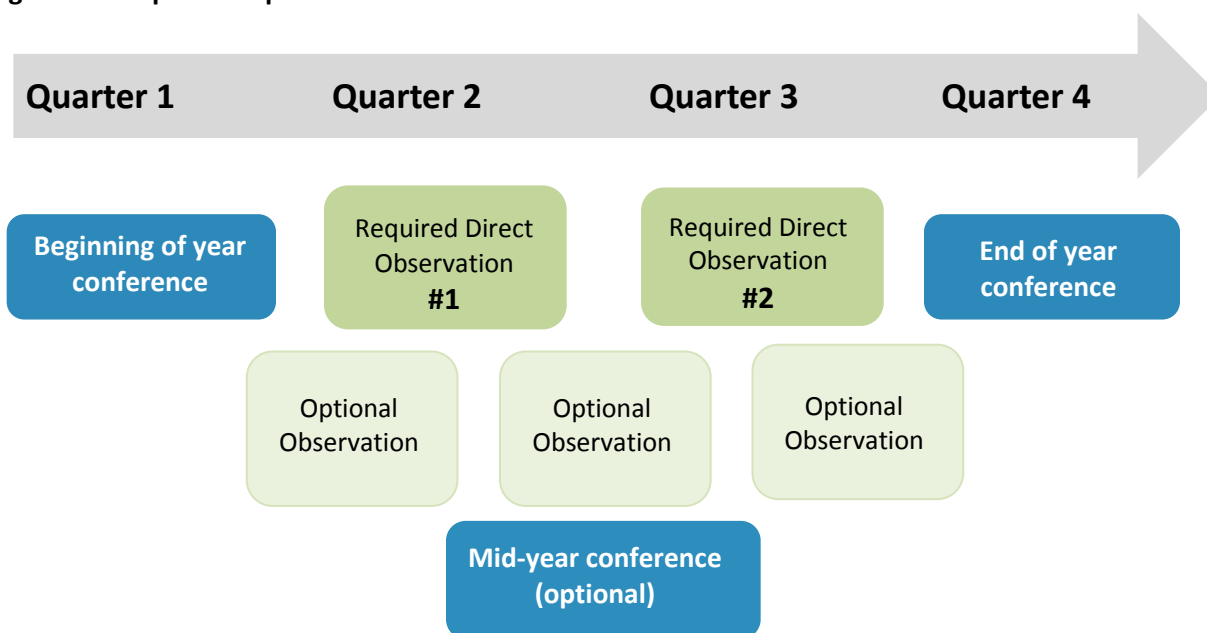 Quarter 1
Quarter 2
Quarter 3
Quarter 4
Beginning of year
conference
Required Direct
Observation
#1
Required Direct
Observation
#2
End of year
conference
Optional
Observation
Optional
Observation
Optional
Observation
Mid-year conference
(optional)